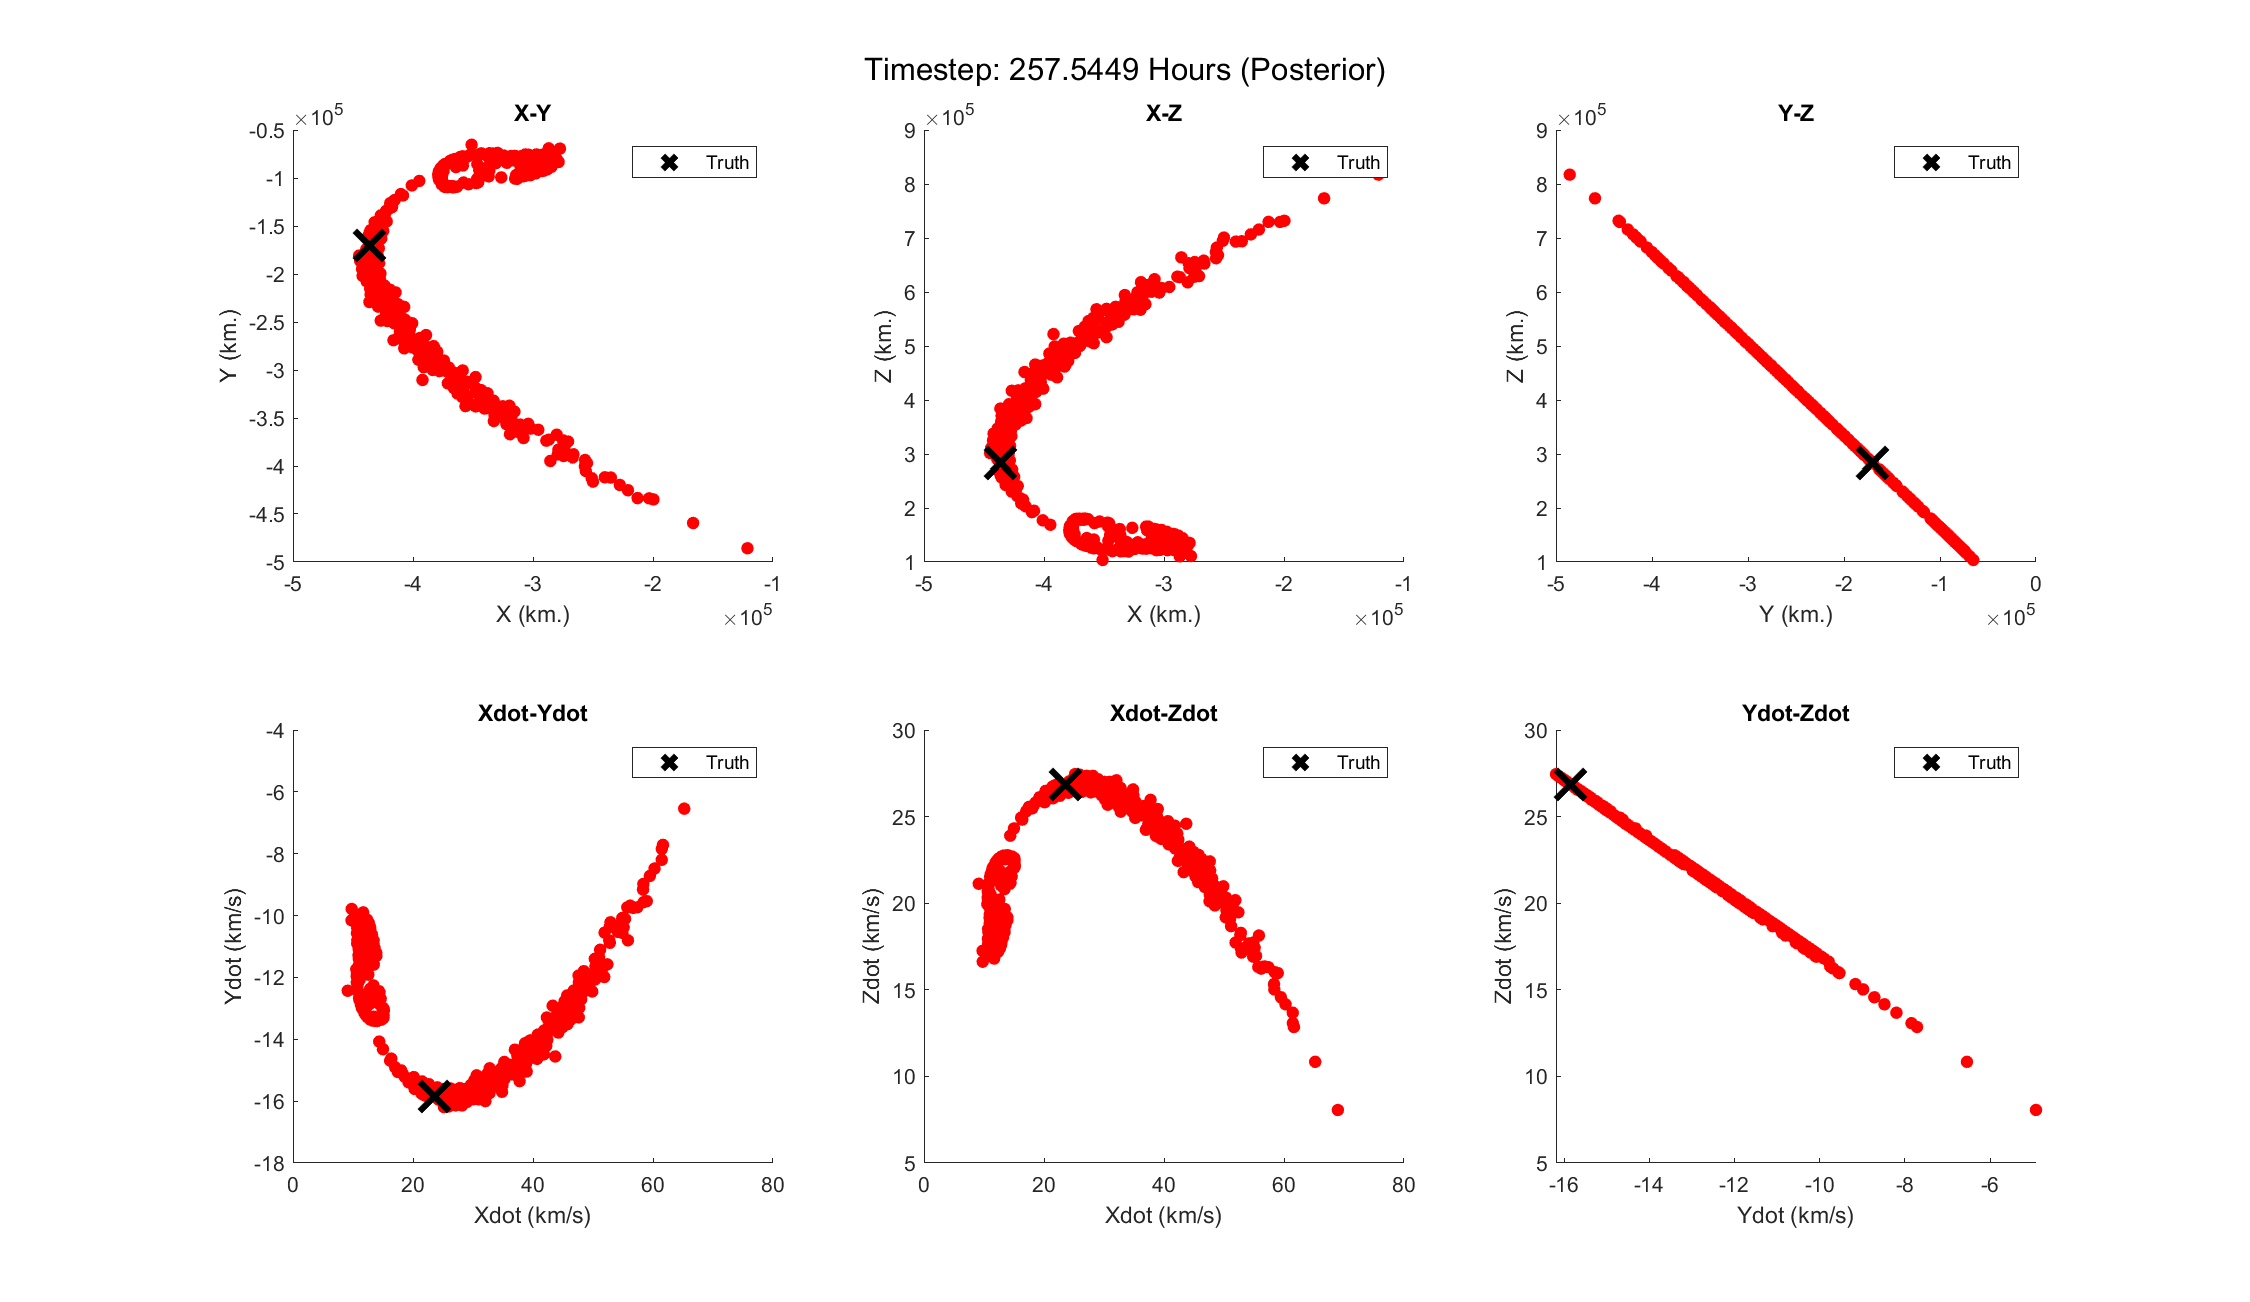 Timestep: 257.5449 Hours (Posterior)
X-Y
×10^5
-0.5
-1
-1.5
-2
-2.5
-3
-3.5
-4
-4.5
-5
Y (km.)
Truth
-5 -4 -3 -2 -1
X (km.)
×10^5
X-Z
×10^5
9
8
7
6
5
4
3
2
1
Z (km.)
Truth
-5 -4 -3 -2 -1
X (km.)
×10^5
Y-Z
×10^5
9
8
7
6
5
4
3
2
1
Z (km.)
Truth
-5 -4 -3 -2 -1 0
Y (km.)
×10^5
Xdot-Ydot
-4
-6
-8
-10
-12
-14
-16
-18
Ydot (km/s)
Truth
0 20 40 60 80
Xdot (km/s)
Xdot-Zdot
30
25
20
15
10
5
Zdot (km/s)
Truth
0 20 40 60 80
Xdot (km/s)
Ydot-Zdot
30
25
20
15
10
5
Zdot (km/s)
Truth
-16 -14 -12 -10 -8 -6
Ydot (km/s)